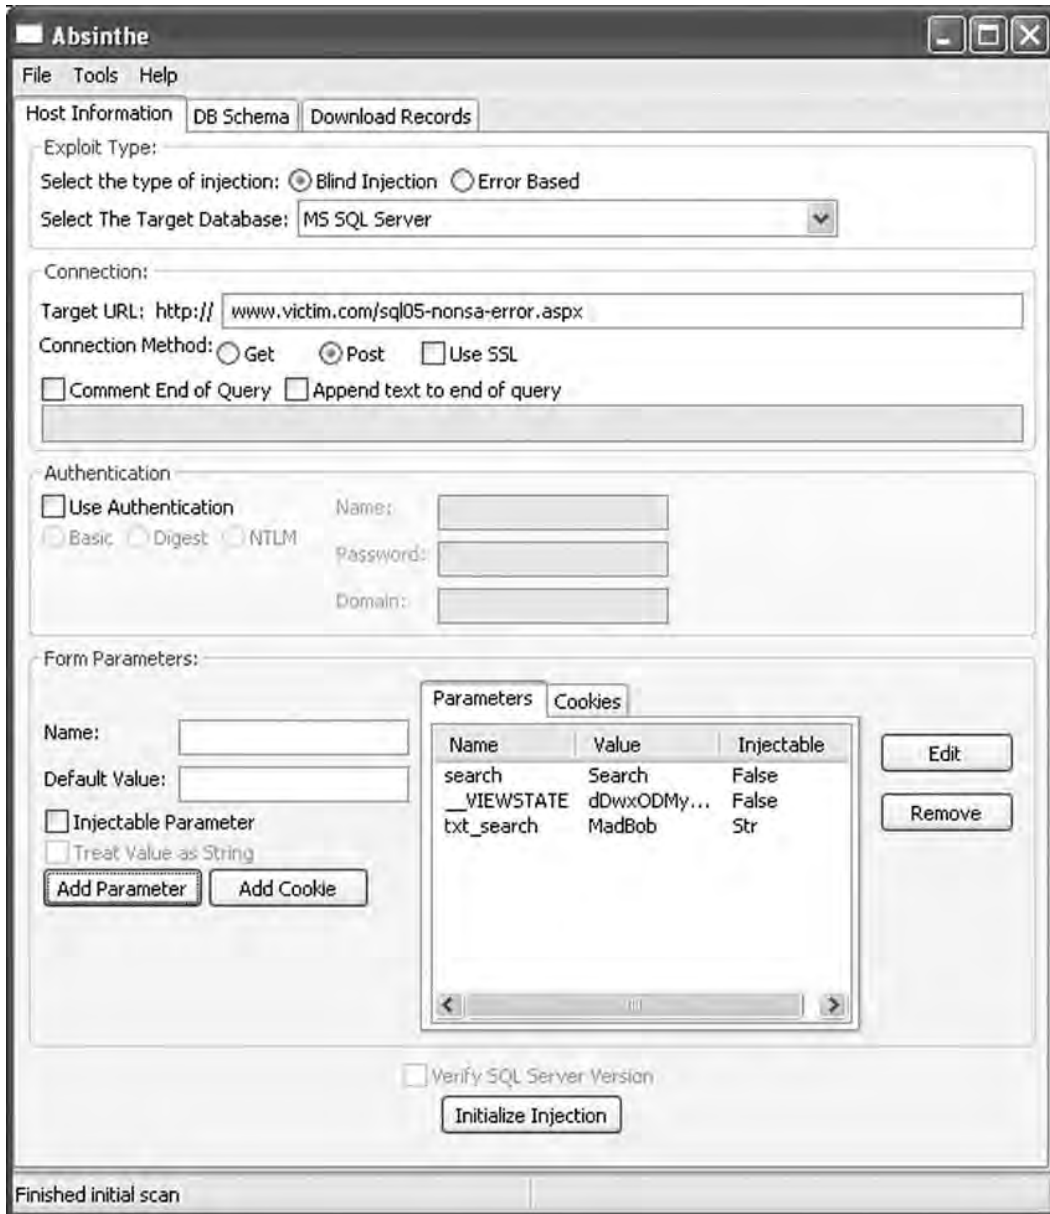 Absinthe
File Tools Help
Host Information DB Schema Download Records
Exploit Type:
Select the type of injection: Blind Injection Error Based
Select The Target Database: MS SQL Server
Connection:
Target URL: http:// www.victim.com/sql05-nonsa-error.aspx
Connection Method: Get Post Use SSL
Comment End of Query Append text to end of query
Authentication
Use Authentication Name:
Basic Digest NTLM
Password:
Domain:
Form Parameters:
Parameters Cookies
Name: Name Value Injectable Edit
search Search False
Default Value: __VIEWSTATE dDwxODMy... False
Injectable Parameter txt_search MadBob Str Remove
Treat Value as String
Add Parameter Add Cookie
Verify SQL Server Version
Initialize Injection
Finished initial scan